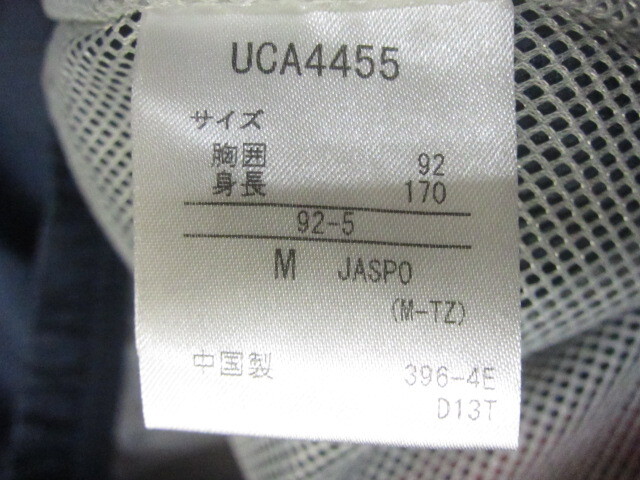 UCA4455
サイズ
胸囲 92
身長 170
92-5
M JASPO
(M-TZ)
中国製 396-4E
D13T